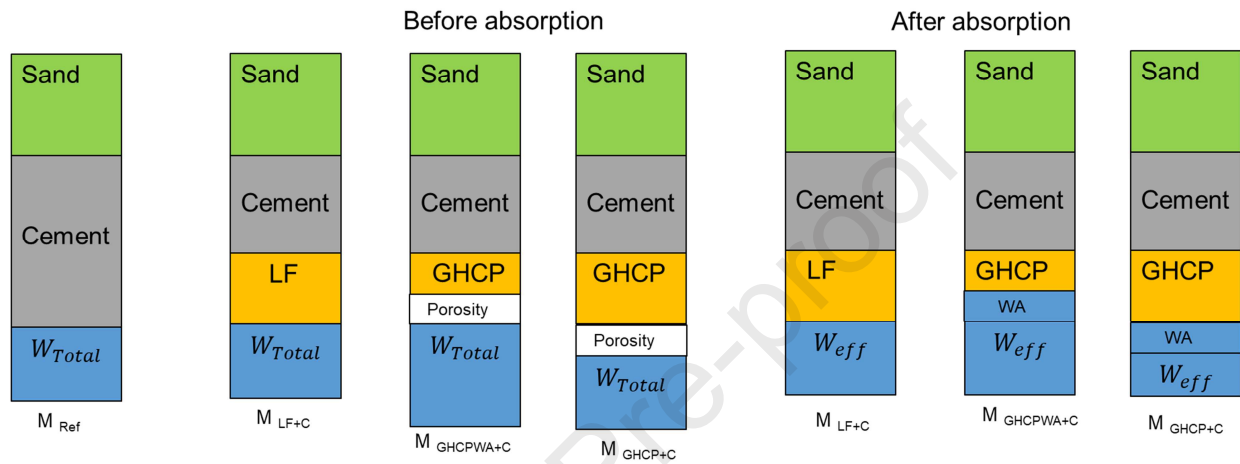 Before absorption
After absorption
Sand
Cement
W_Total
M Ref
Sand
Cement
LF
W_Total
M LF+C
Sand
Cement
GHCP
Porosity
W_Total
M GHCPWA+C
Sand
Cement
GHCP
Porosity
W_Total
M GHCP+C
Sand
Cement
LF
W_eff
M LF+C
Sand
Cement
GHCP
WA
W_eff
M GHCPWA+C
Sand
Cement
GHCP
WA
W_eff
M GHCP+C
Pre-proof